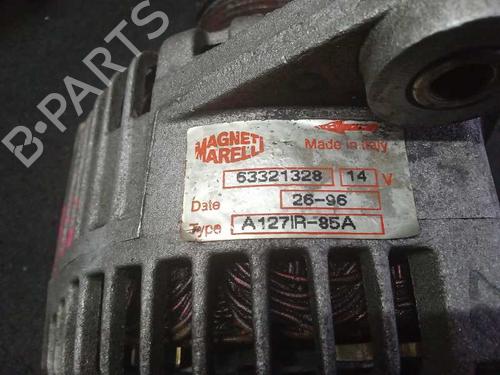 B-PARTS
MAGNETI
MARELLI
Made in Italy
63321328 14 V
Date 26-96
Type A127IR-85A